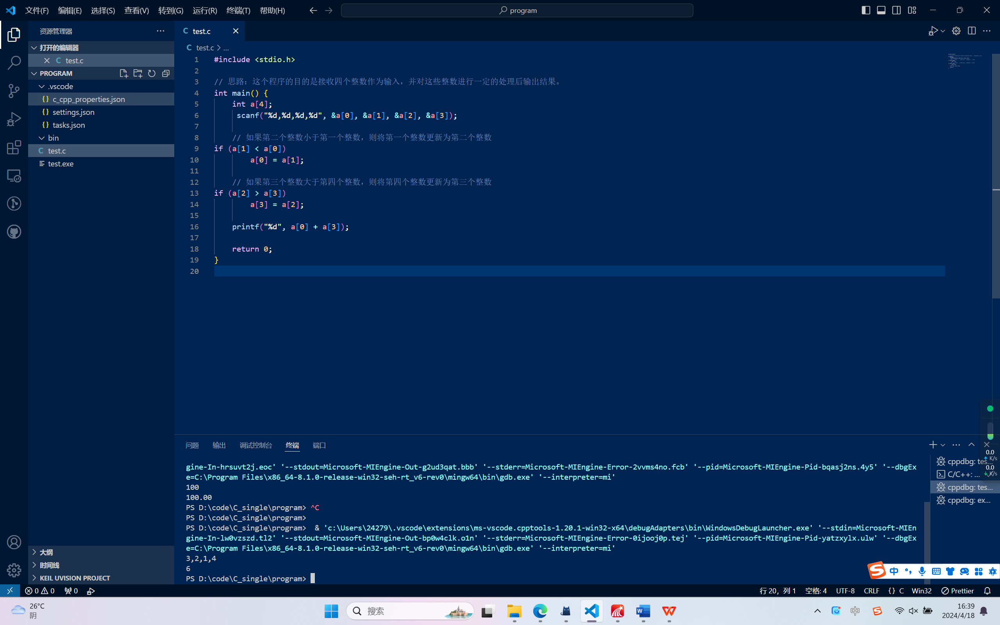 文件(F) 编辑(E) 选择(S) 查看(V) 转到(G) 运行(R) 终端(T) 帮助(H) program
资源管理器
打开的编辑器
test.c
PROGRAM
.vscode
c_cpp_properties.json
settings.json
tasks.json
bin
test.c
test.exe
大纲
时间线
KEIL UVISION PROJECT
C test.c
C test.c > ...
1 #include <stdio.h>
2
3 // 思路：这个程序的目的是接收四个整数作为输入，并对这些整数进行一定的处理后输出结果。
4 int main() {
5 int a[4];
6 scanf("%d,%d,%d,%d", &a[0], &a[1], &a[2], &a[3]);
7
8 // 如果第二个整数小于第一个整数，则将第一个整数更新为第二个整数
9 if (a[1] < a[0])
10 a[0] = a[1];
11
12 // 如果第三个整数大于第四个整数，则将第四个整数更新为第三个整数
13 if (a[2] > a[3])
14 a[3] = a[2];
15
16 printf("%d", a[0] + a[3]);
17
18 return 0;
19 }
20
问题 输出 调试控制台 终端 端口
gine-In-hrsuvt2j.eoc' '--stdout=Microsoft-MIEngine-Out-g2ud3qat.bbb' '--stderr=Microsoft-MIEngine-Error-2vvms4no.fcb' '--pid=Microsoft-MIEngine-Pid-bqasj2ns.4y5' '--dbgEx
e=C:\Program Files\x86_64-8.1.0-release-win32-seh-rt_v6-rev0\mingw64\bin\gdb.exe' '--interpreter=mi'
100
100.00
PS D:\code\C_single\program> ^C
PS D:\code\C_single\program>
PS D:\code\C_single\program> & 'c:\Users\24279\.vscode\extensions\ms-vscode.cpptools-1.20.1-win32-x64\debugAdapters\bin\WindowsDebugLauncher.exe' '--stdin=Microsoft-MIEn
gine-In-lw0vzszd.tl2' '--stdout=Microsoft-MIEngine-Out-bp0w4clk.o1n' '--stderr=Microsoft-MIEngine-Error-0ijooj0p.tej' '--pid=Microsoft-MIEngine-Pid-yatzxylx.ulw' '--dbgEx
e=C:\Program Files\x86_64-8.1.0-release-win32-seh-rt_v6-rev0\mingw64\bin\gdb.exe' '--interpreter=mi'
3,2,1,4
6
PS D:\code\C_single\program>
cppdbg: tes...
C/C++: ...
cppdbg: tes...
cppdbg: ex...
0.0
K/s
0.0
K/s
中
0 0 0 行 20，列 1 空格: 4 UTF-8 CRLF {} C Win32 Prettier
26°C
阴
搜索
中
16:39
2024/4/18